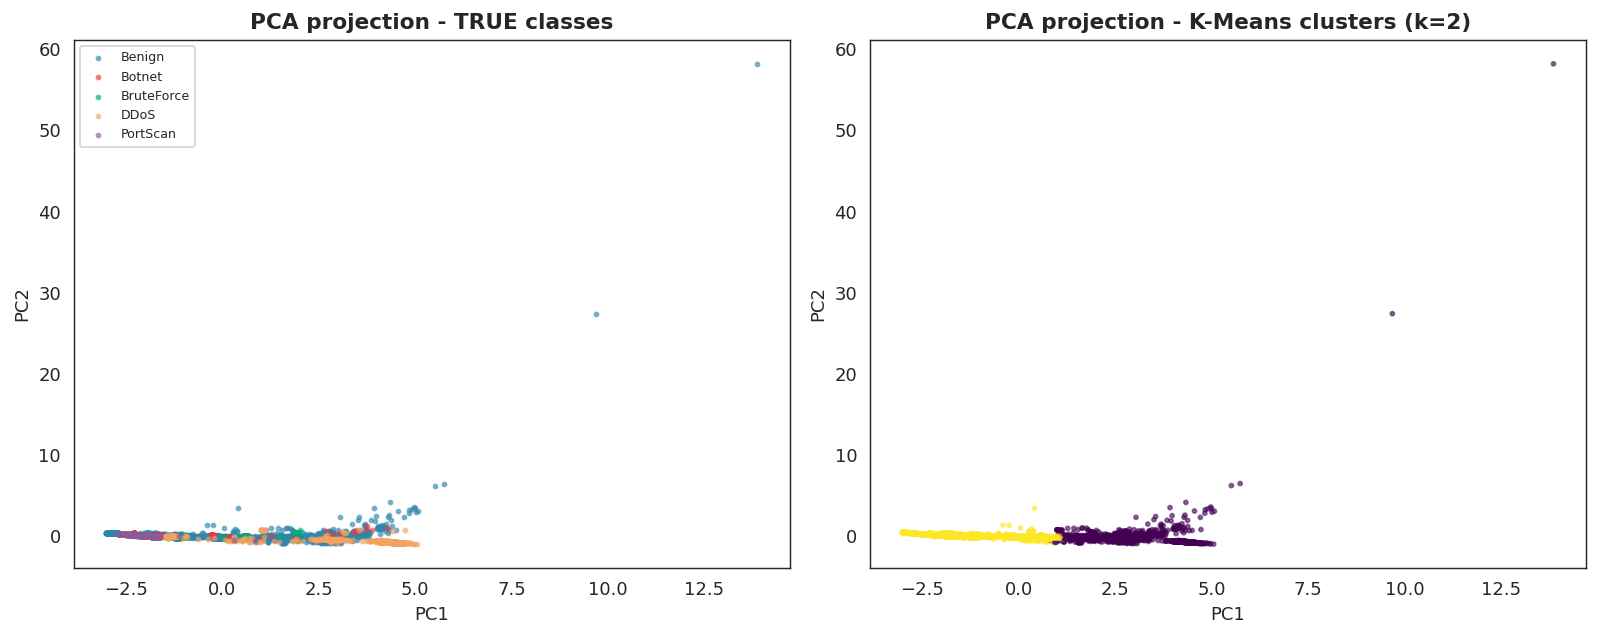 PCA projection - TRUE classes
60
50
40
30
20
10
0
PC2
Benign
Botnet
BruteForce
DDoS
PortScan
−2.5 0.0 2.5 5.0 7.5 10.0 12.5
PC1
PCA projection - K-Means clusters (k=2)
60
50
40
30
20
10
0
PC2
−2.5 0.0 2.5 5.0 7.5 10.0 12.5
PC1